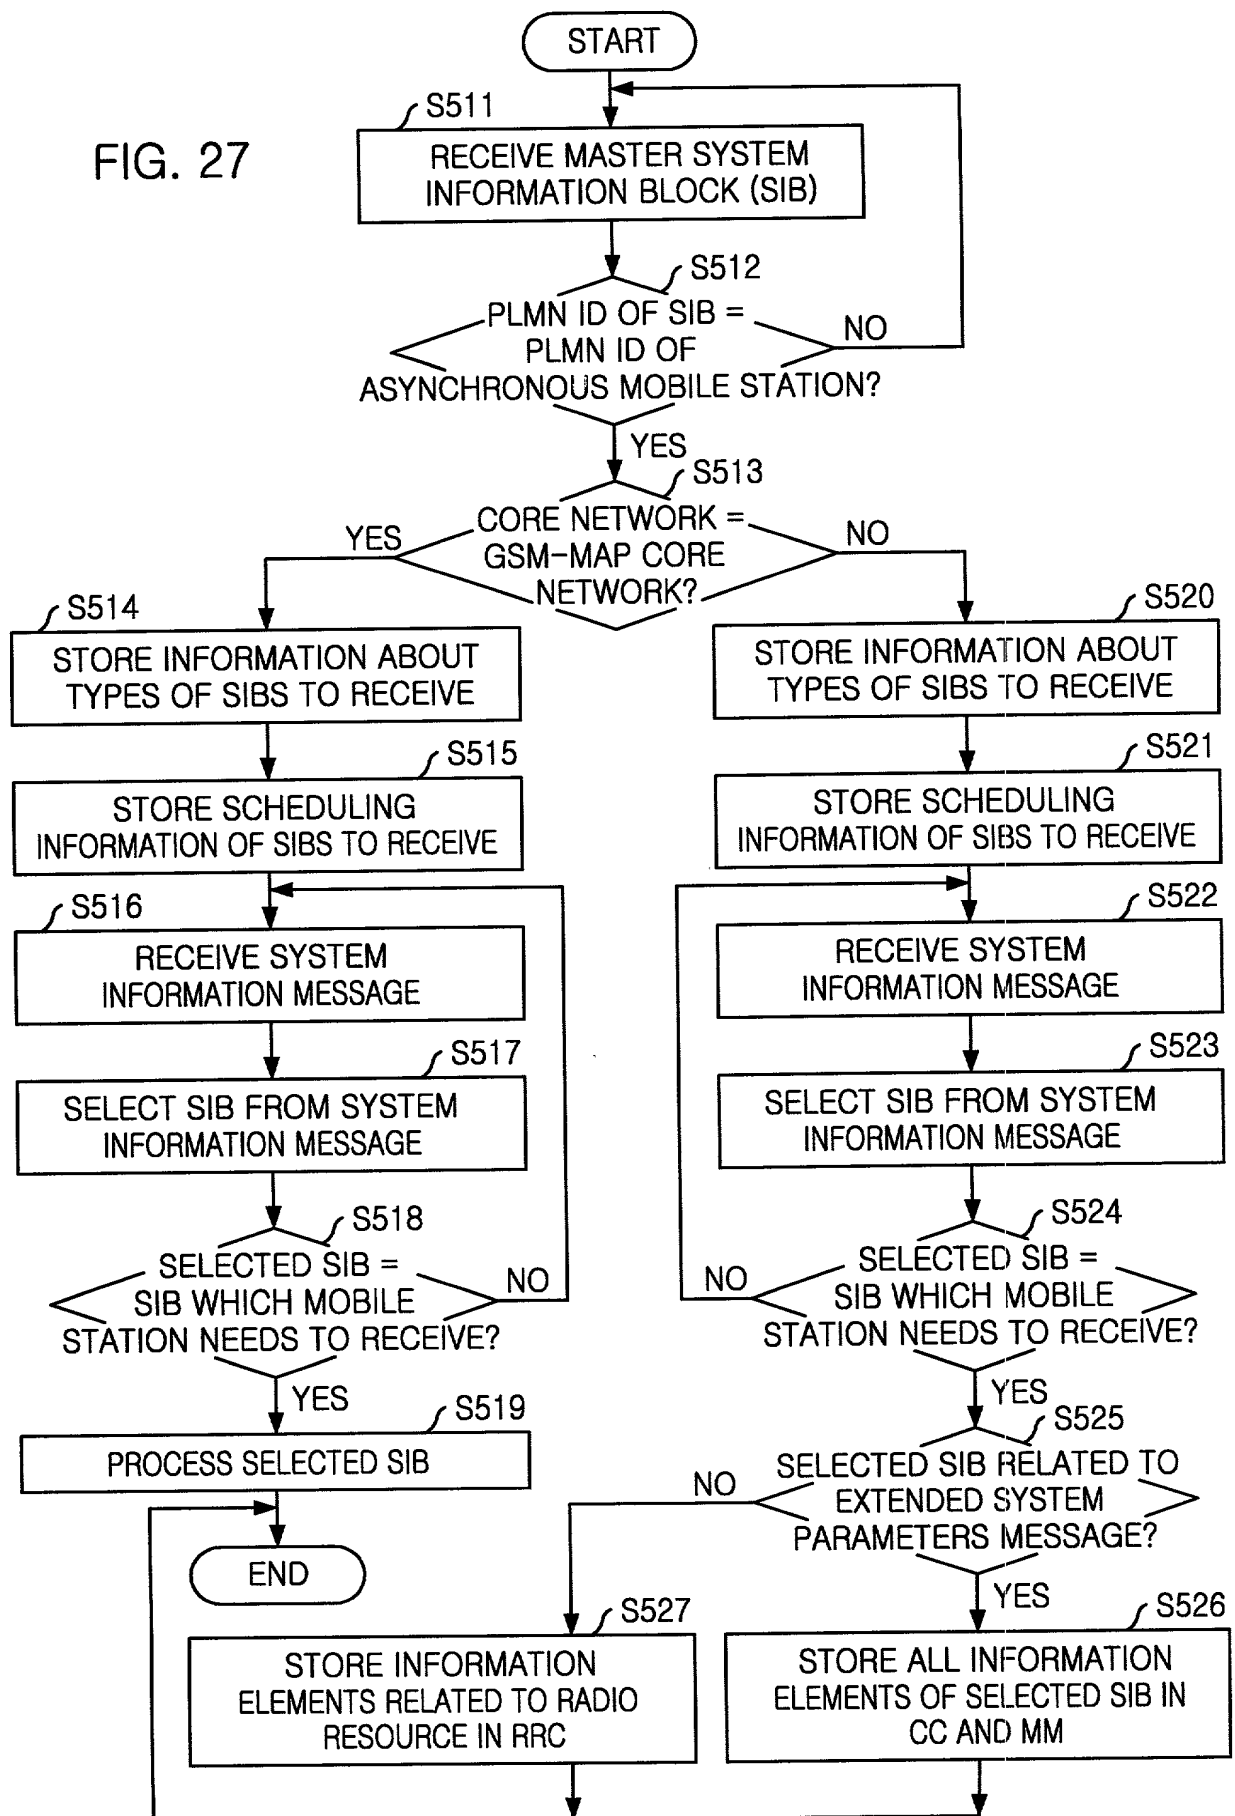 START
S511
FIG. 27
RECEIVE MASTER SYSTEM
INFORMATION BLOCK (SIB)
S512
PLMN ID OF SIB =
PLMN ID OF
ASYNCHRONOUS MOBILE STATION?
NO
YES
S513
CORE NETWORK =
GSM-MAP CORE
NETWORK?
YES
NO
S514
STORE INFORMATION ABOUT
TYPES OF SIBS TO RECEIVE
S520
STORE INFORMATION ABOUT
TYPES OF SIBS TO RECEIVE
S515
STORE SCHEDULING
INFORMATION OF SIBS TO RECEIVE
S521
STORE SCHEDULING
INFORMATION OF SIBS TO RECEIVE
S516
RECEIVE SYSTEM
INFORMATION MESSAGE
S522
RECEIVE SYSTEM
INFORMATION MESSAGE
S517
SELECT SIB FROM SYSTEM
INFORMATION MESSAGE
S523
SELECT SIB FROM SYSTEM
INFORMATION MESSAGE
S518
SELECTED SIB =
SIB WHICH MOBILE
STATION NEEDS TO RECEIVE?
NO
YES
S524
SELECTED SIB =
SIB WHICH MOBILE
STATION NEEDS TO RECEIVE?
NO
YES
S519
PROCESS SELECTED SIB
END
S525
SELECTED SIB RELATED TO
EXTENDED SYSTEM
PARAMETERS MESSAGE?
NO
YES
S527
STORE INFORMATION
ELEMENTS RELATED TO RADIO
RESOURCE IN RRC
S526
STORE ALL INFORMATION
ELEMENTS OF SELECTED SIB IN
CC AND MM